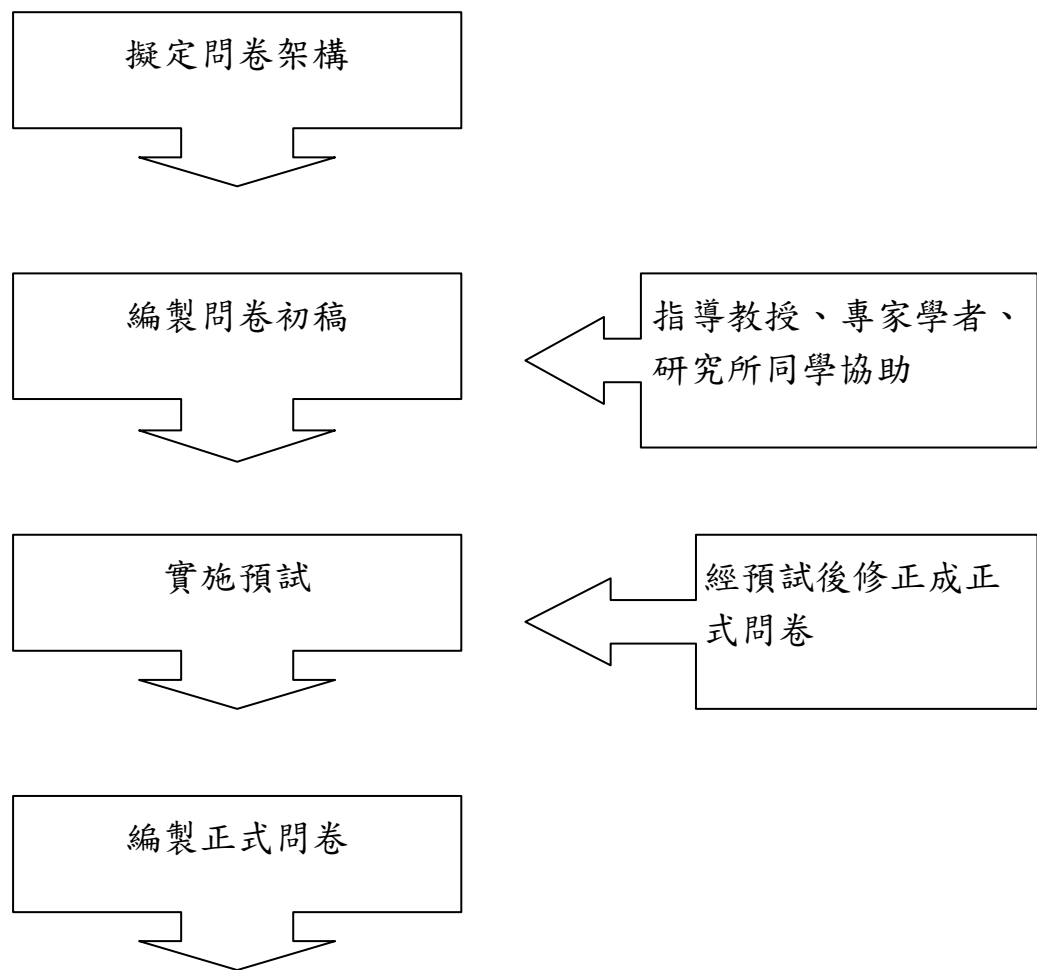 擬定問卷架構
編製問卷初稿
指導教授、專家學者、
研究所同學協助
實施預試
經預試後修正成正
式問卷
編製正式問卷